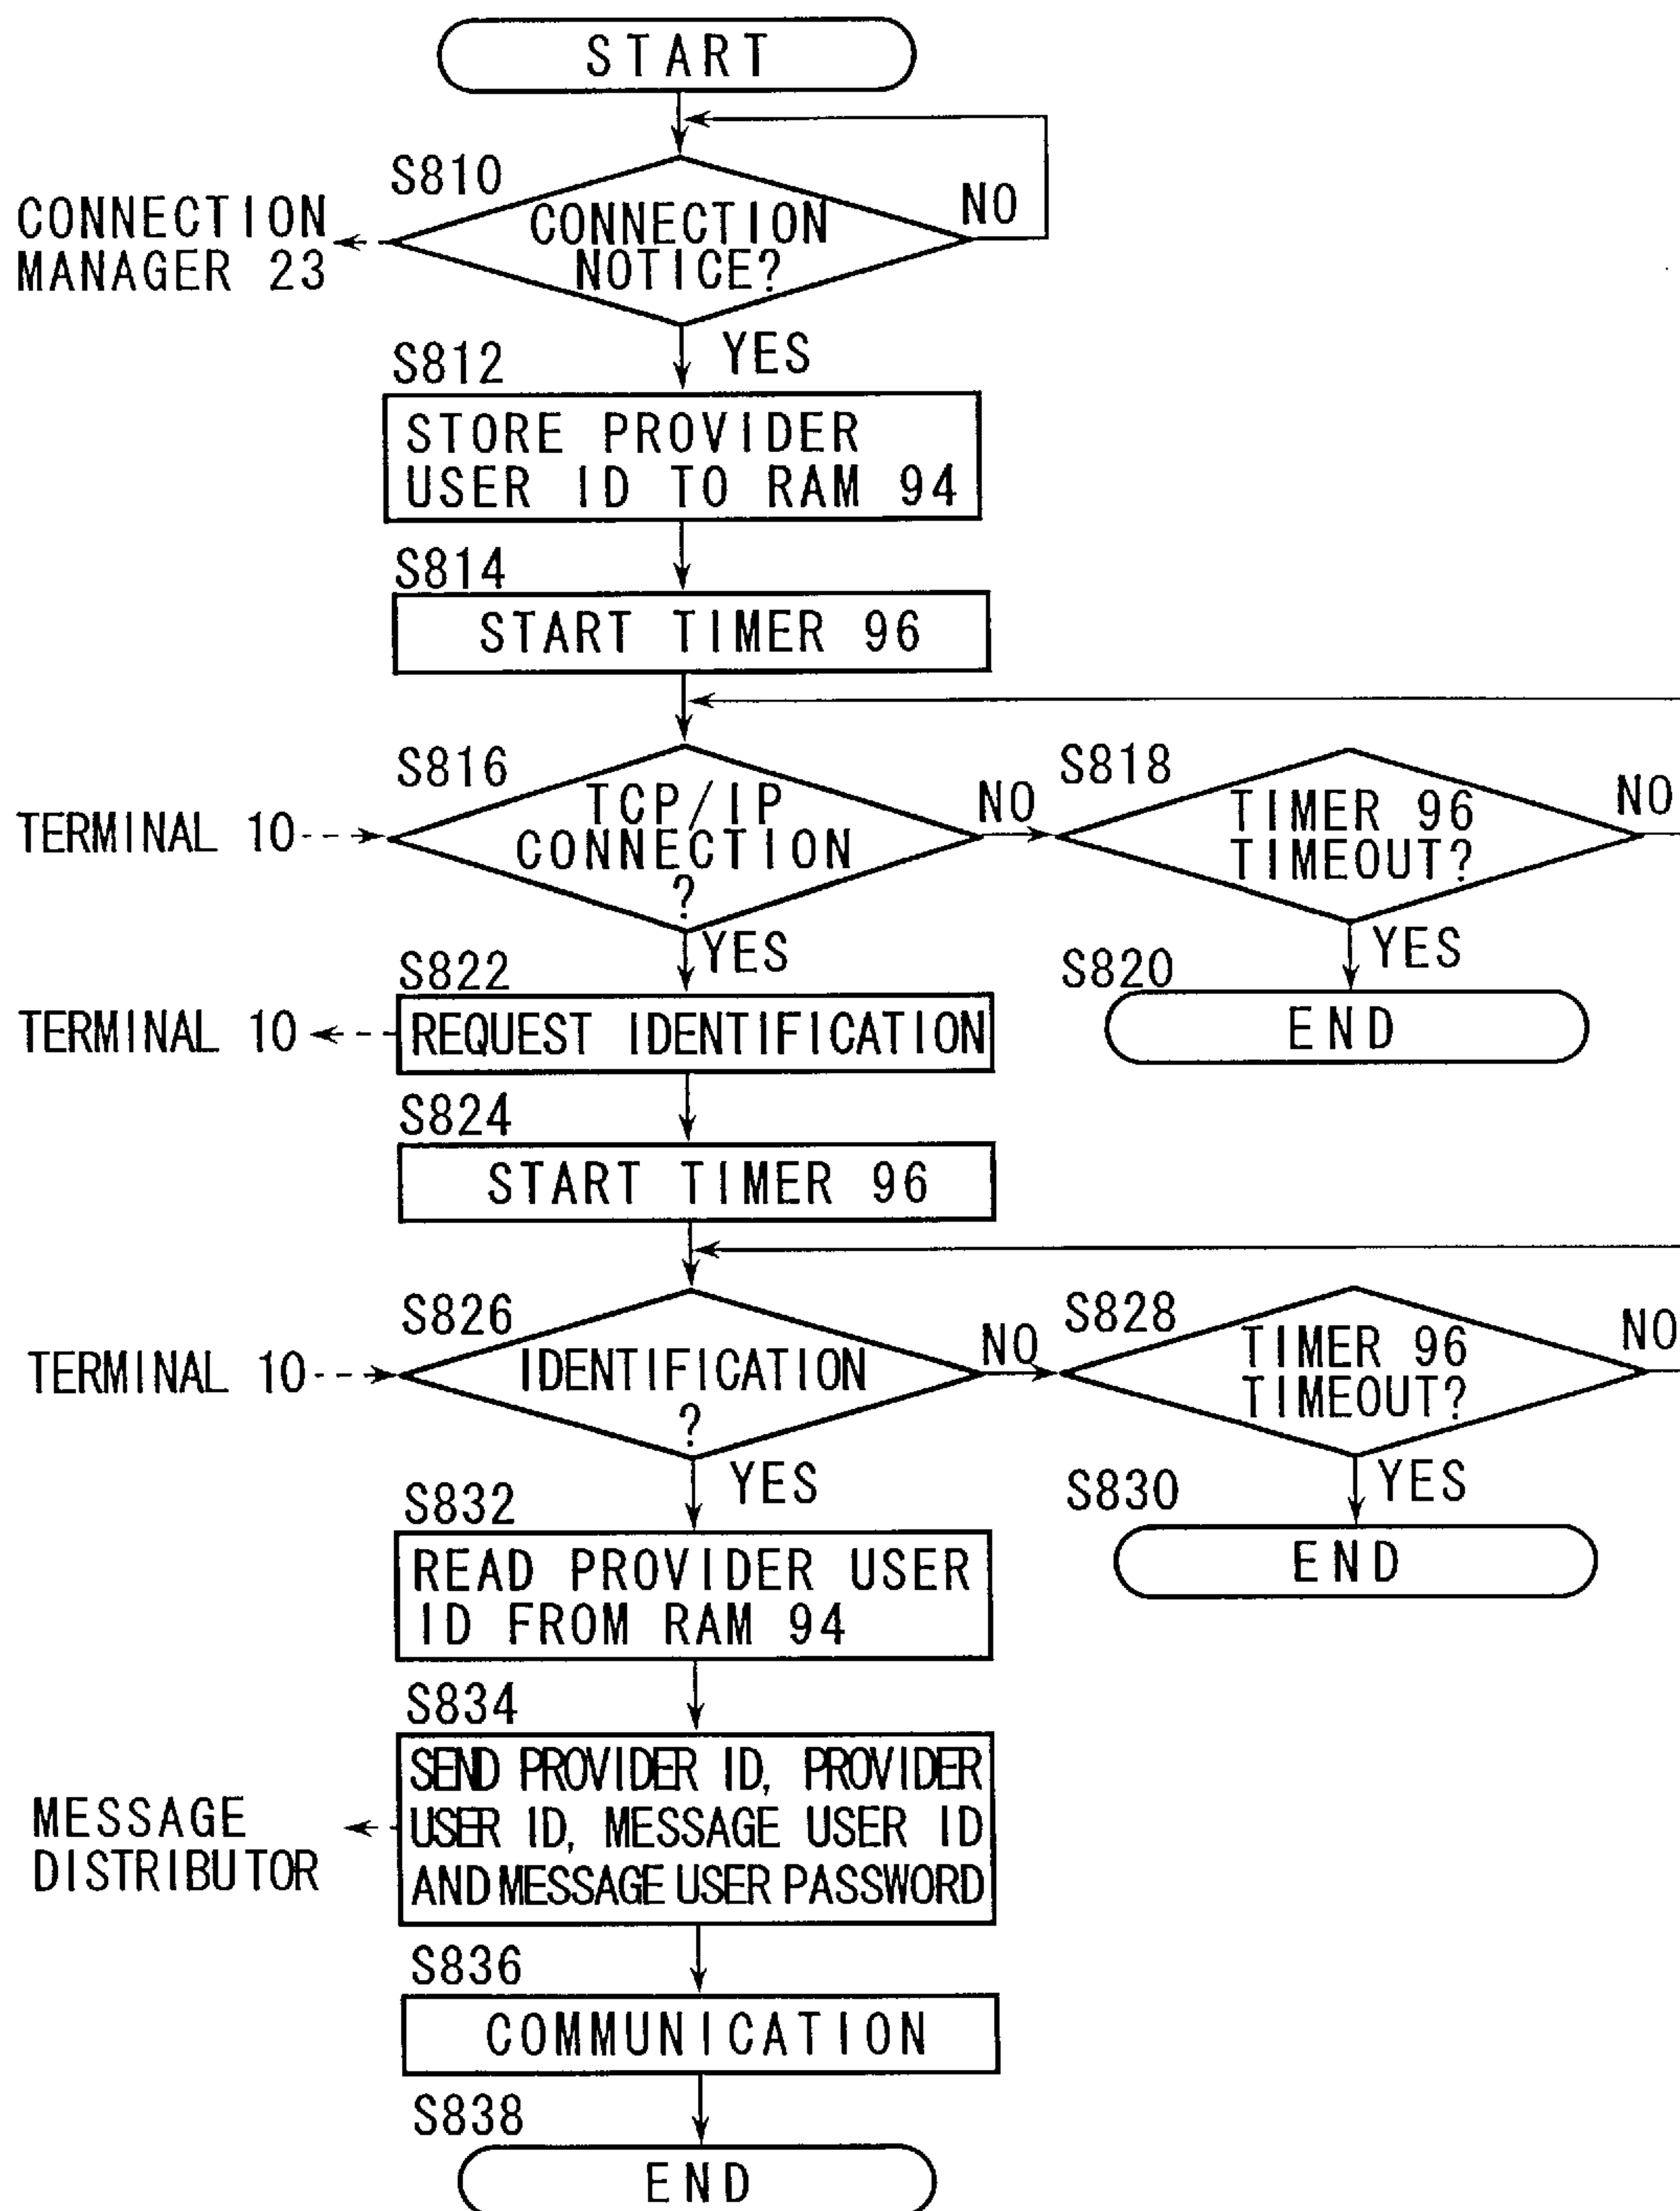 START
S810
CONNECTION
MANAGER 23
CONNECTION
NOTICE?
NO
YES
S812
STORE PROVIDER
USER ID TO RAM 94
S814
START TIMER 96
S816
TERMINAL 10
TCP/IP
CONNECTION
?
NO
S818
TIMER 96
TIMEOUT?
NO
YES
YES
S820
END
S822
TERMINAL 10
REQUEST IDENTIFICATION
S824
START TIMER 96
S826
TERMINAL 10
IDENTIFICATION
?
NO
S828
TIMER 96
TIMEOUT?
NO
YES
YES
S830
END
S832
READ PROVIDER USER
ID FROM RAM 94
S834
MESSAGE
DISTRIBUTOR
SEND PROVIDER ID, PROVIDER
USER ID, MESSAGE USER ID
AND MESSAGE USER PASSWORD
S836
COMMUNICATION
S838
END